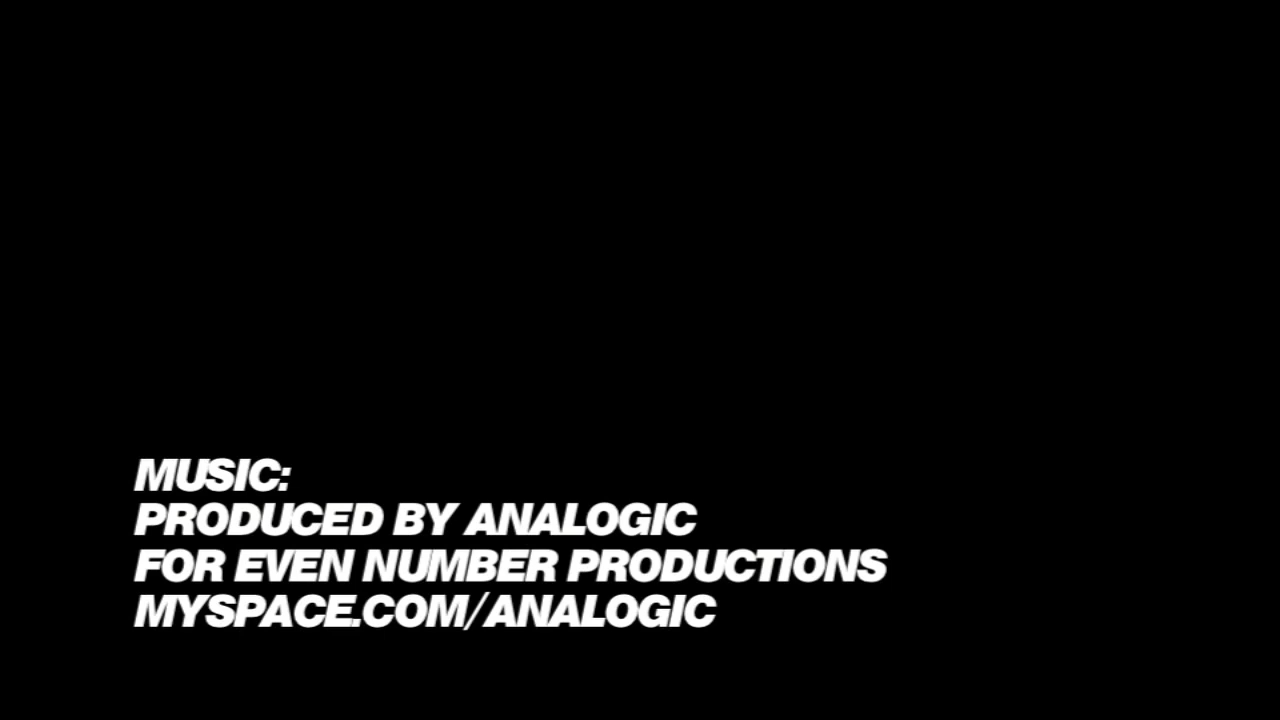 MUSIC:
PRODUCED BY ANALOGIC
FOR EVEN NUMBER PRODUCTIONS
MYSPACE.COM/ANALOGIC